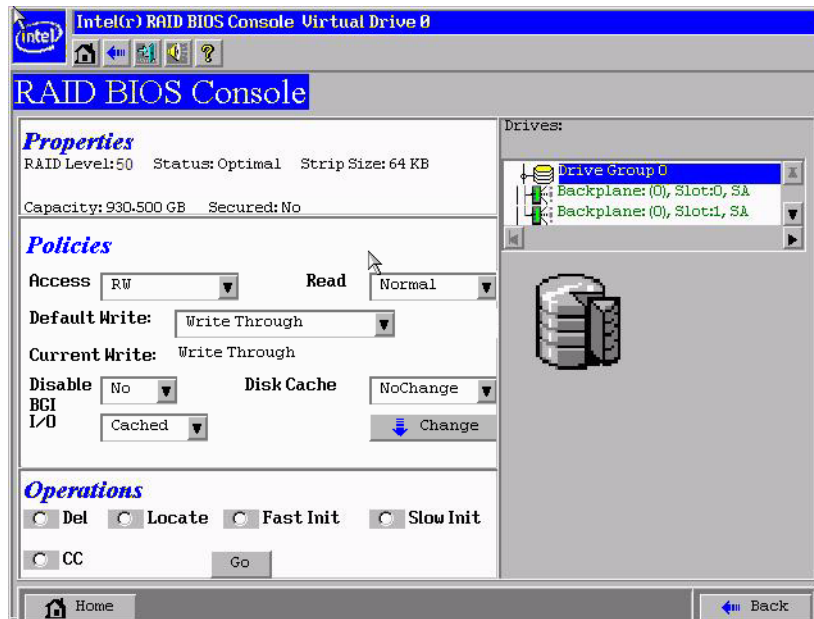 intel
Intel(r) RAID BIOS Console Virtual Drive 0
?
RAID BIOS Console
Properties
RAID Level:50 Status: Optimal Strip Size: 64 KB
Capacity: 930.500 GB Secured: No
Policies
Access RW Read Normal
Default Write: Write Through
Current Write: Write Through
Disable BGI No Disk Cache NoChange
I/O Cached Change
Operations
Del Locate Fast Init Slow Init
CC Go
Drives:
Drive Group 0
Backplane: (0), Slot:0, SA
Backplane: (0), Slot:1, SA
Home Back